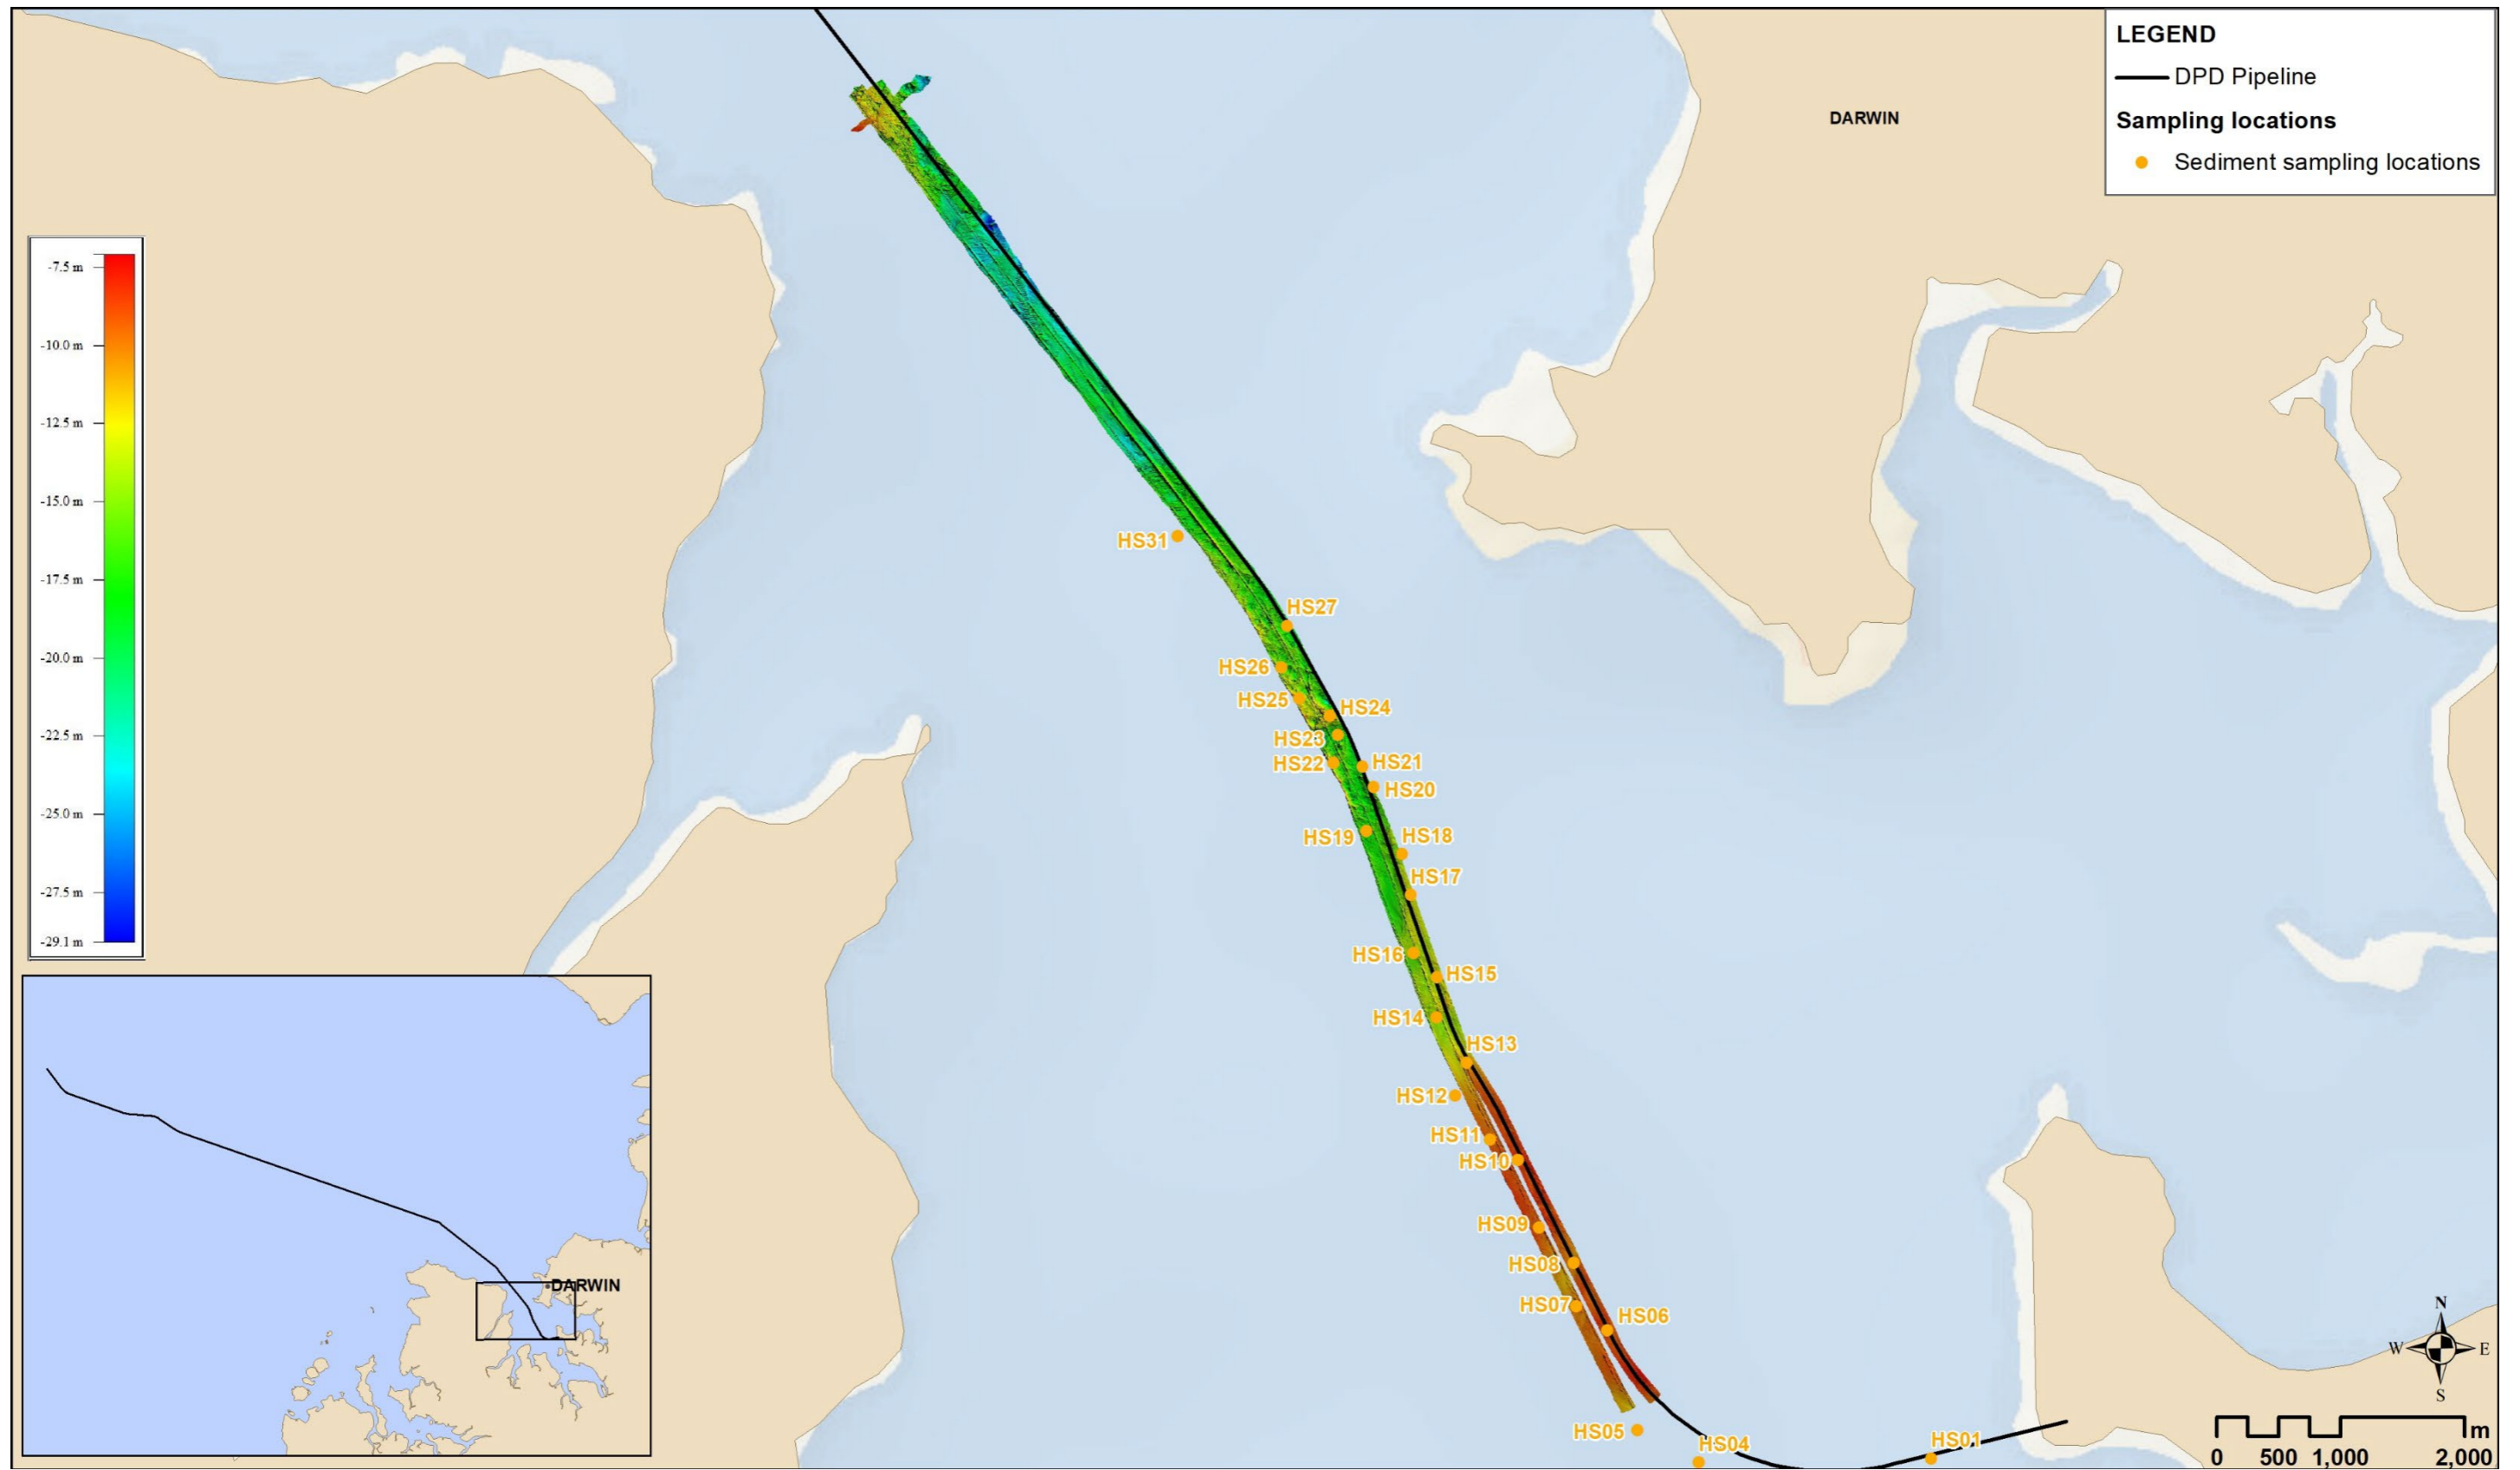 LEGEND
DPD Pipeline
Sampling locations
Sediment sampling locations
DARWIN
-7.5 m
-10.0 m
-12.5 m
-15.0 m
-17.5 m
-20.0 m
-22.5 m
-25.0 m
-27.5 m
-29.1 m
HS31
HS27
HS26
HS25
HS24
HS23
HS22
HS21
HS20
HS19
HS18
HS17
HS16
HS15
HS14
HS13
HS12
HS11
HS10
HS09
HS08
HS07
HS06
HS05
HS04
HS01
DARWIN
N
W E
S
m
0 500 1,000 2,000